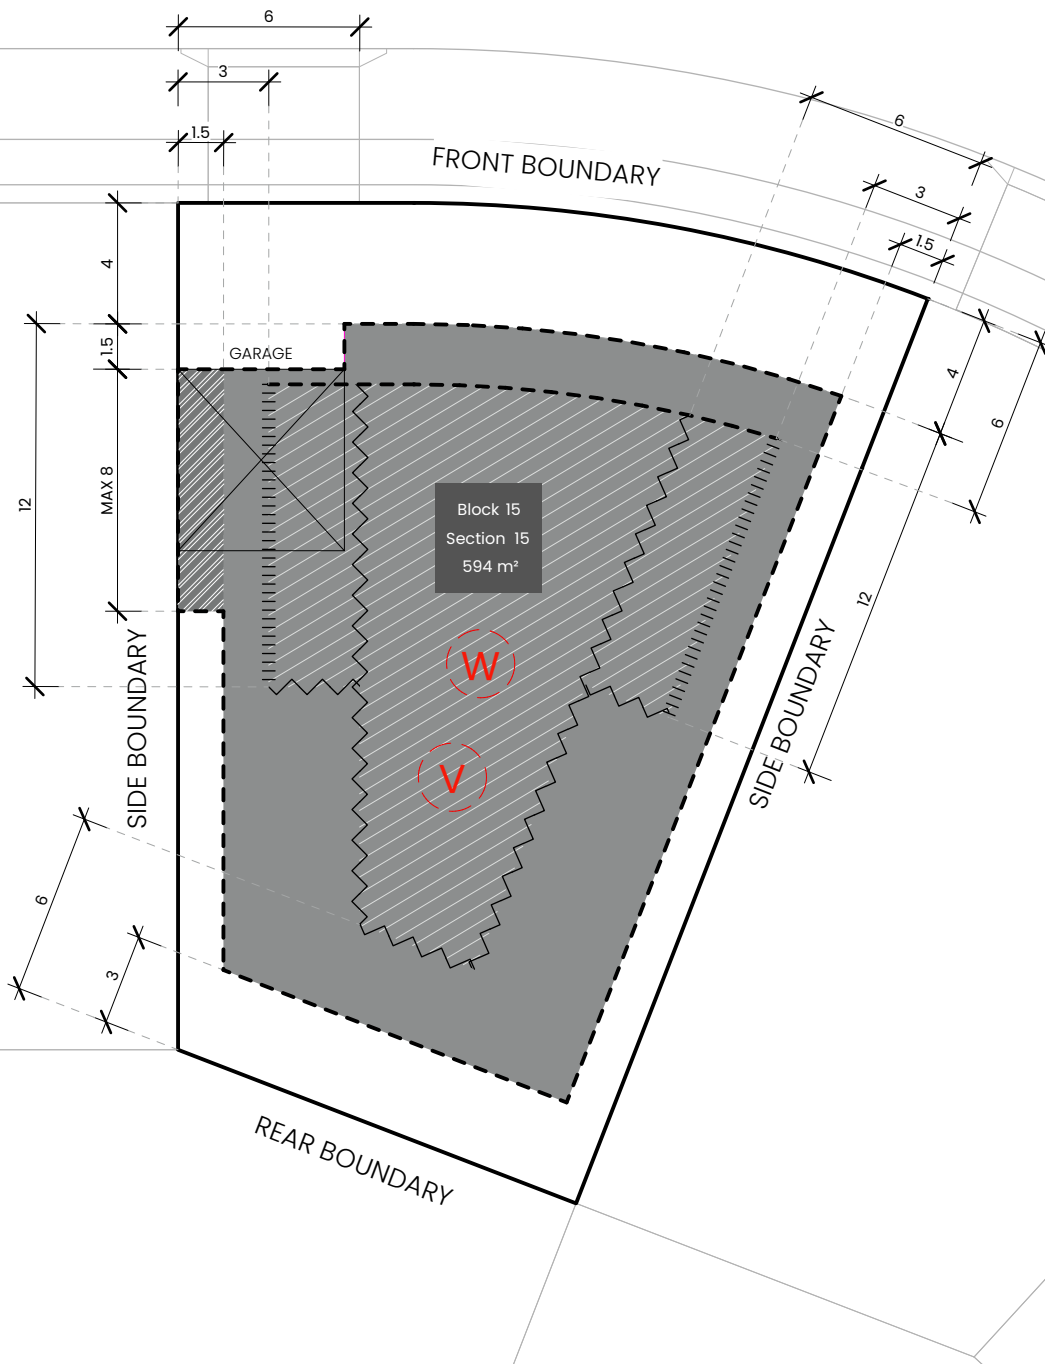 6
3
1.5
FRONT BOUNDARY
6
3
1.5
4
1.5
GARAGE
4
6
12
MAX 8
Block 15
Section 15
594 m²
12
W
V
SIDE BOUNDARY
SIDE BOUNDARY
6
3
REAR BOUNDARY